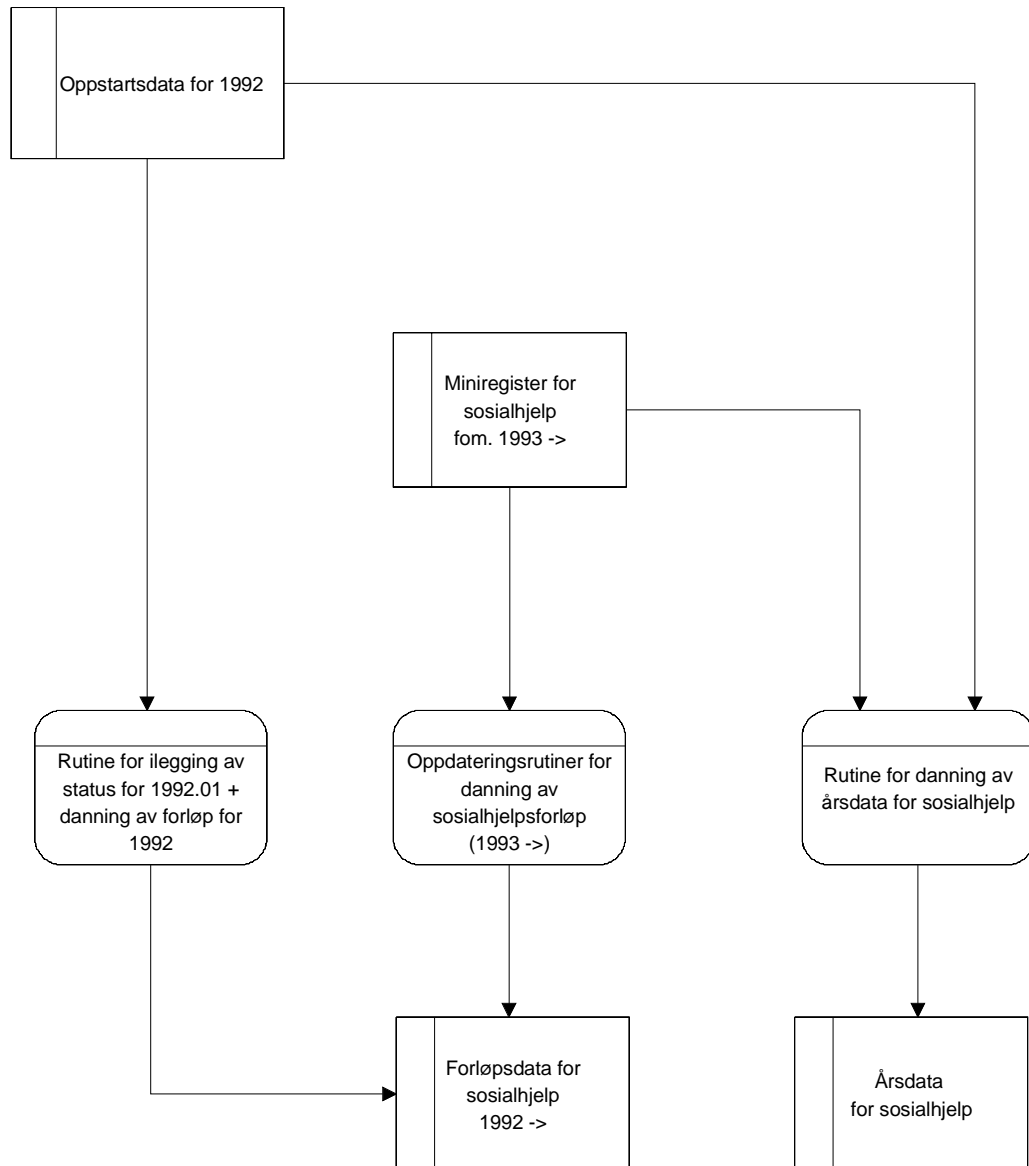 Oppstartsdata for 1992
Miniregister for
sosialhjelp
fom. 1993 ->
Rutine for ilegging av
status for 1992.01 +
danning av forløp for
1992
Oppdateringsrutiner for
danning av
sosialhjelpsforløp
(1993 ->)
Rutine for danning av
årsdata for sosialhjelp
Forløpsdata for
sosialhjelp
1992 ->
Årsdata
for sosialhjelp